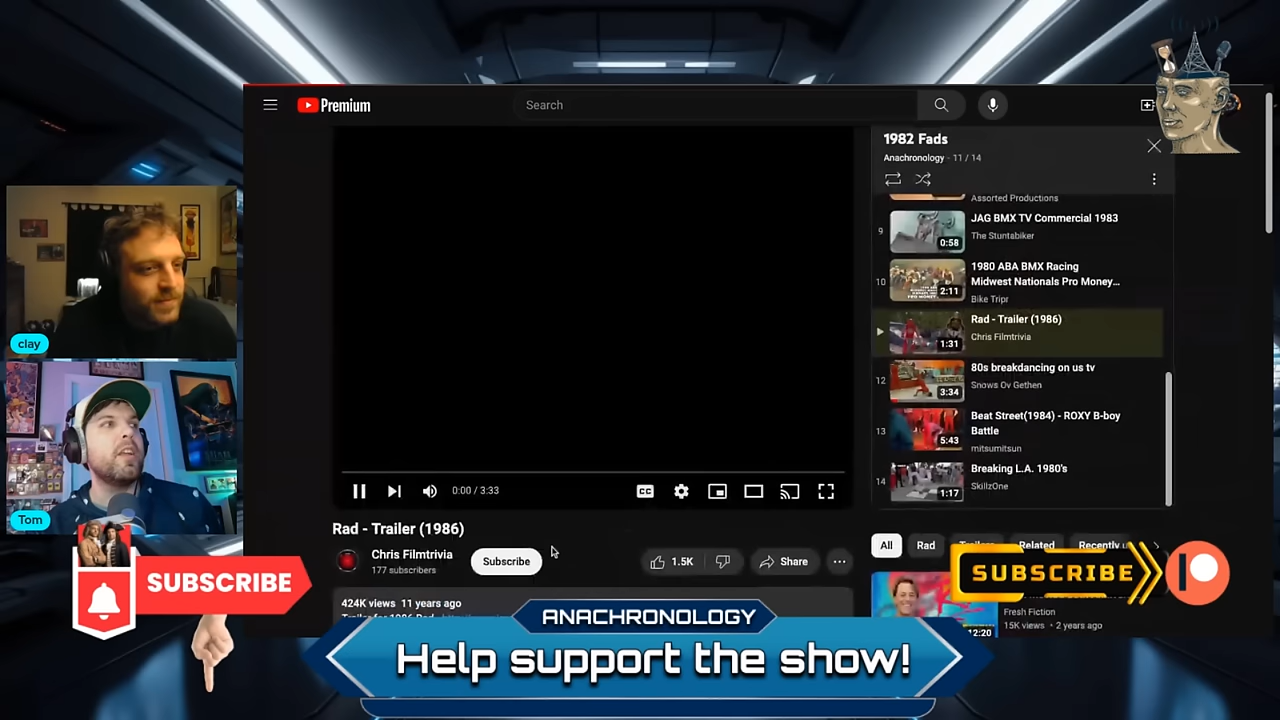 Premium
Search
1982 Fads
Anachronology - 11 / 14
Assorted Productions
9
0:58
JAG BMX TV Commercial 1983
The Stuntabiker
10
2:11
1980 ABA BMX Racing
Midwest Nationals Pro Money...
Bike Tripr
1:31
Rad - Trailer (1986)
Chris Filmtrivia
12
3:34
80s breakdancing on us tv
Snows Ov Gethen
13
5:43
Beat Street(1984) - ROXY B-boy
Battle
mitsumitsun
14
1:17
Breaking L.A. 1980's
SkillzOne
clay
Tom
0:00 / 3:33
CC
Rad - Trailer (1986)
Chris Filmtrivia
177 subscribers
Subscribe
1.5K
Share
All
Rad
Trailers
Related
Recently u
424K views 11 years ago
Fresh Fiction
15K views • 2 years ago
12:20
SUBSCRIBE
SUBSCRIBE
ANACHRONOLOGY
Help support the show!